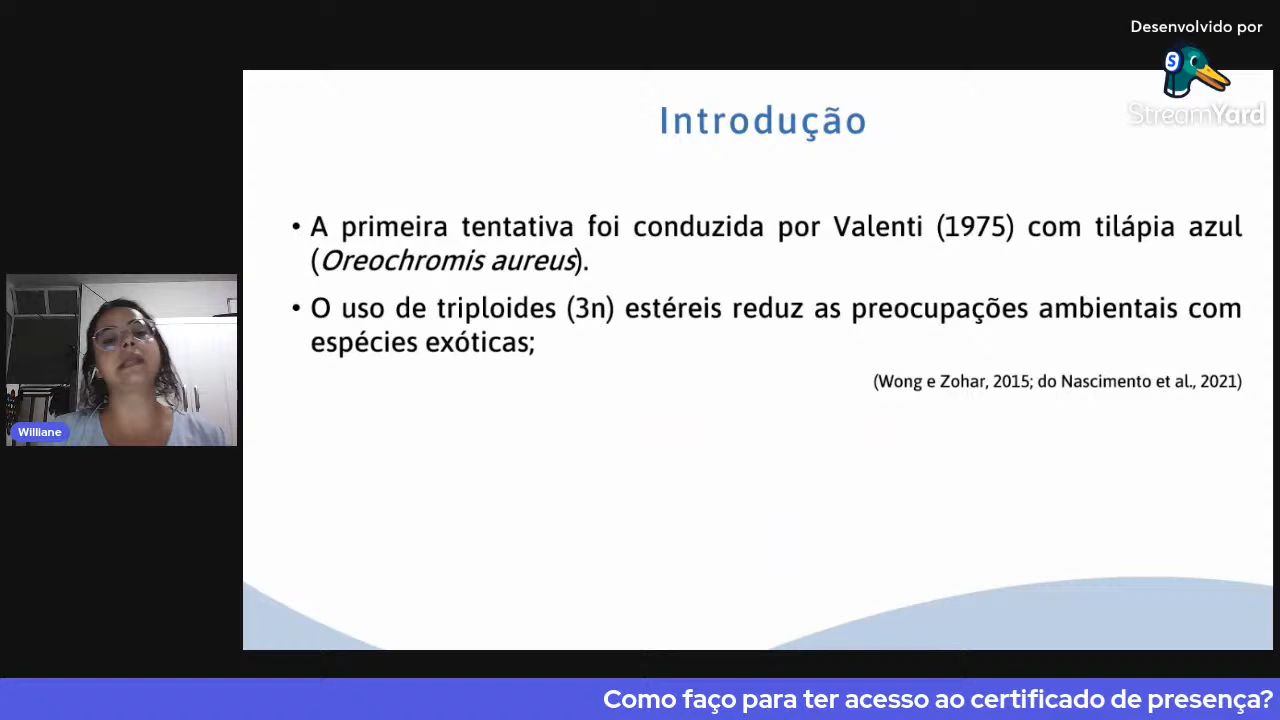 Desenvolvido por
S
StreamYard
Introdução
• A primeira tentativa foi conduzida por Valenti (1975) com tilápia azul
(Oreochromis aureus).
• O uso de triploides (3n) estéreis reduz as preocupações ambientais com
espécies exóticas;
(Wong e Zohar, 2015; do Nascimento et al., 2021)
Williane
Como faço para ter acesso ao certificado de presença?